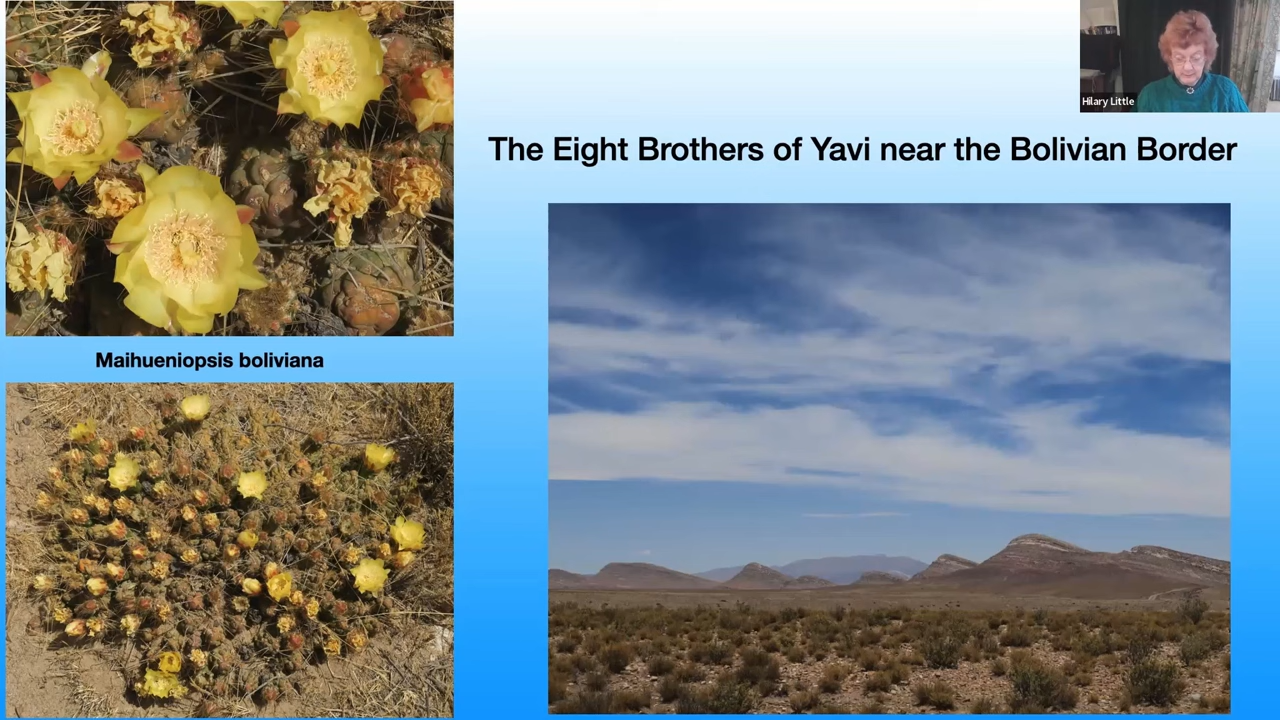 Hilary Little
The Eight Brothers of Yavi near the Bolivian Border
Maihueniopsis boliviana